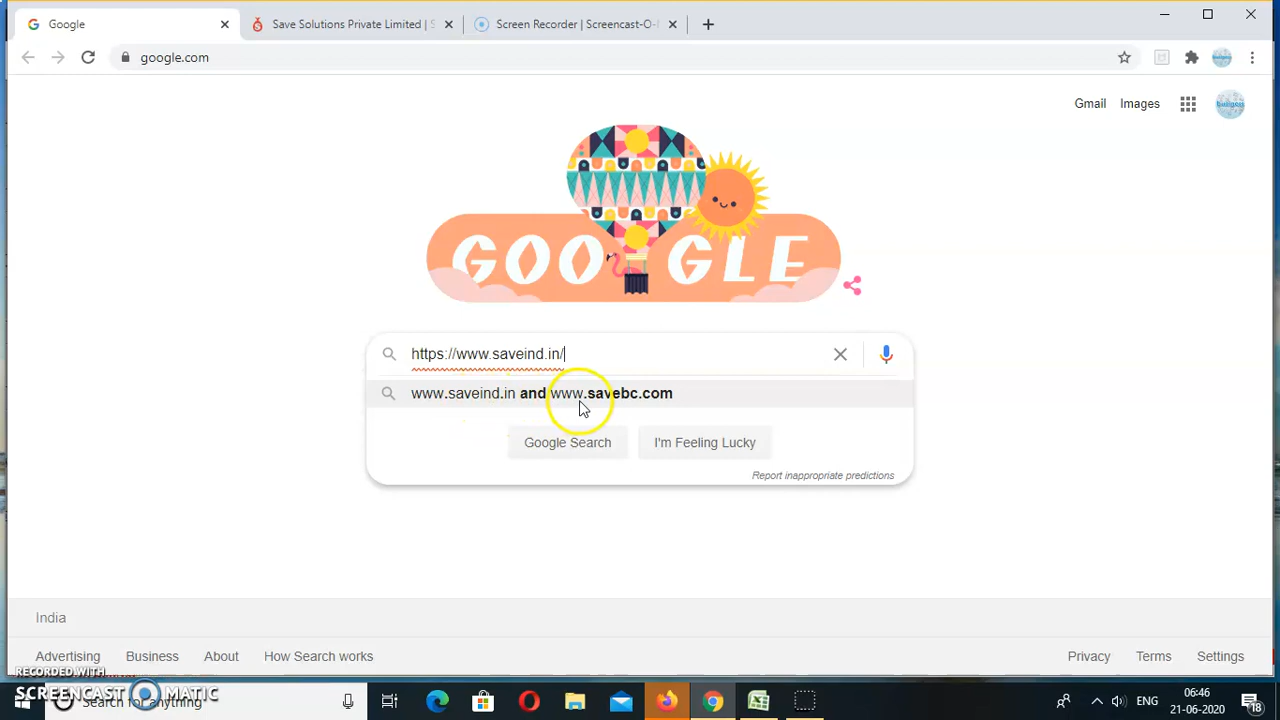 Google
Save Solutions Private Limited | S
Screen Recorder | Screencast-O-
google.com
Gmail
Images
GOOGLE
https://www.saveind.in/
www.saveind.in and www.savebc.com
Google Search
I'm Feeling Lucky
Report inappropriate predictions
India
Advertising
Business
About
How Search works
Privacy
Terms
Settings
RECORDED WITH
SCREENCAST MATIC
Search for anything
ENG
06:46
21-06-2020
18